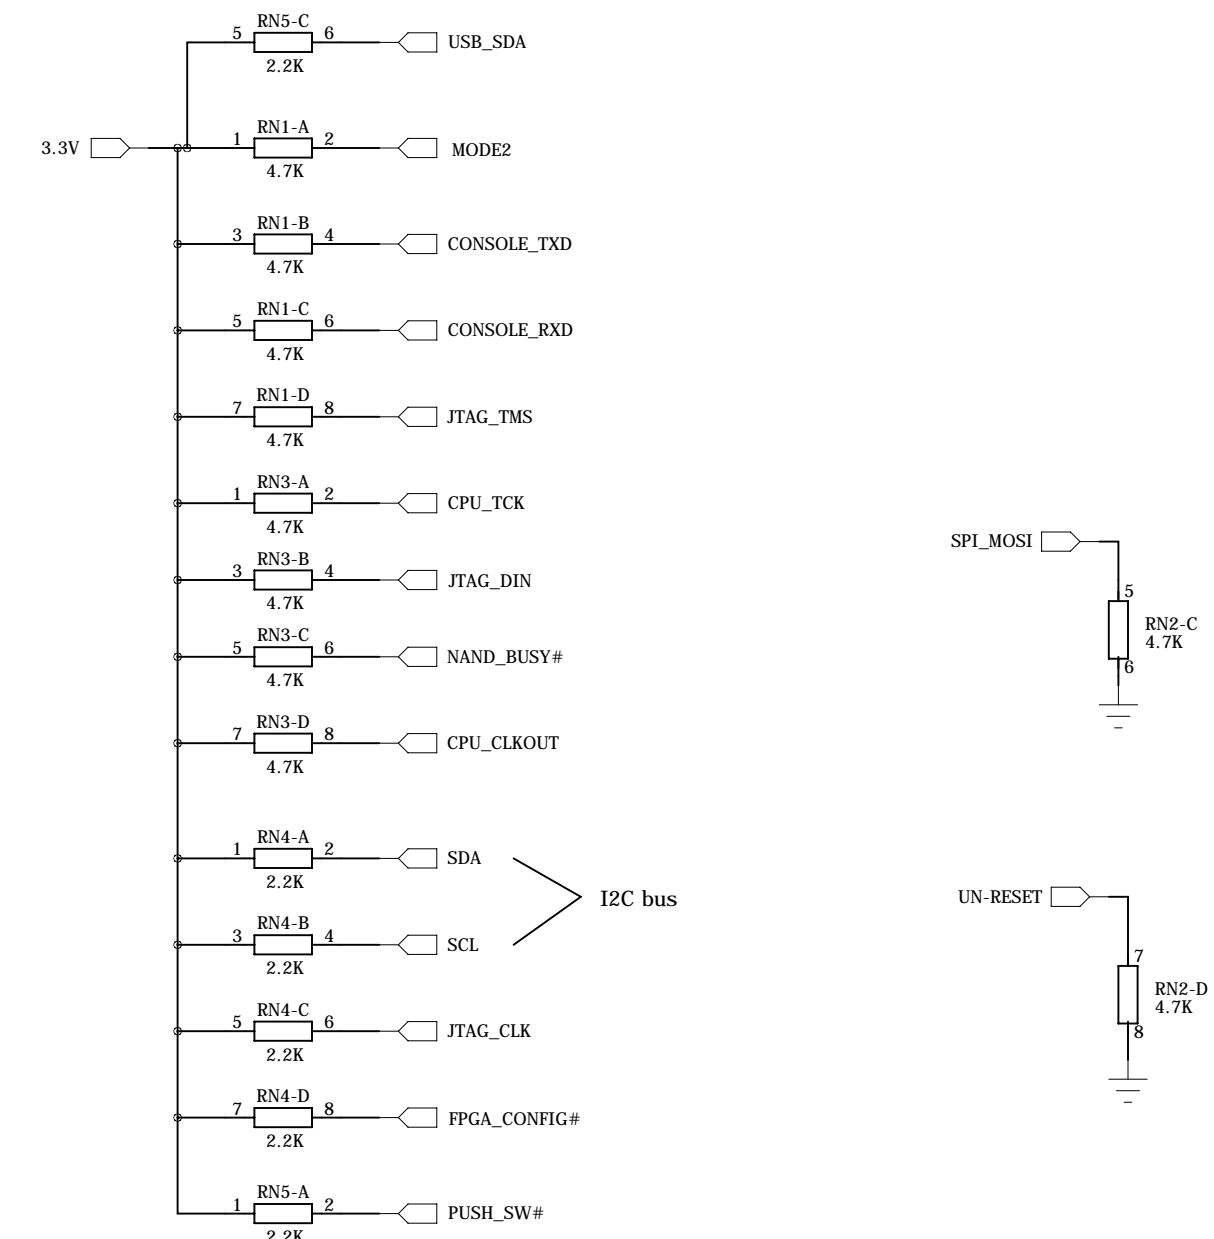 RN5-C
5 6 USB_SDA
2.2K
RN1-A
3.3V 1 2 MODE2
4.7K
RN1-B
3 4 CONSOLE_TXD
4.7K
RN1-C
5 6 CONSOLE_RXD
4.7K
RN1-D
7 8 JTAG_TMS
4.7K
RN3-A
1 2 CPU_TCK
4.7K
RN3-B
3 4 JTAG_DIN
4.7K
RN3-C
5 6 NAND_BUSY#
4.7K
RN3-D
7 8 CPU_CLKOUT
4.7K
RN4-A
1 2 SDA
2.2K
I2C bus
RN4-B
3 4 SCL
2.2K
RN4-C
5 6 JTAG_CLK
2.2K
RN4-D
7 8 FPGA_CONFIG#
2.2K
RN5-A
1 2 PUSH_SW#
2.2K
SPI_MOSI
5
RN2-C
4.7K
6
UN-RESET
7
RN2-D
4.7K
8